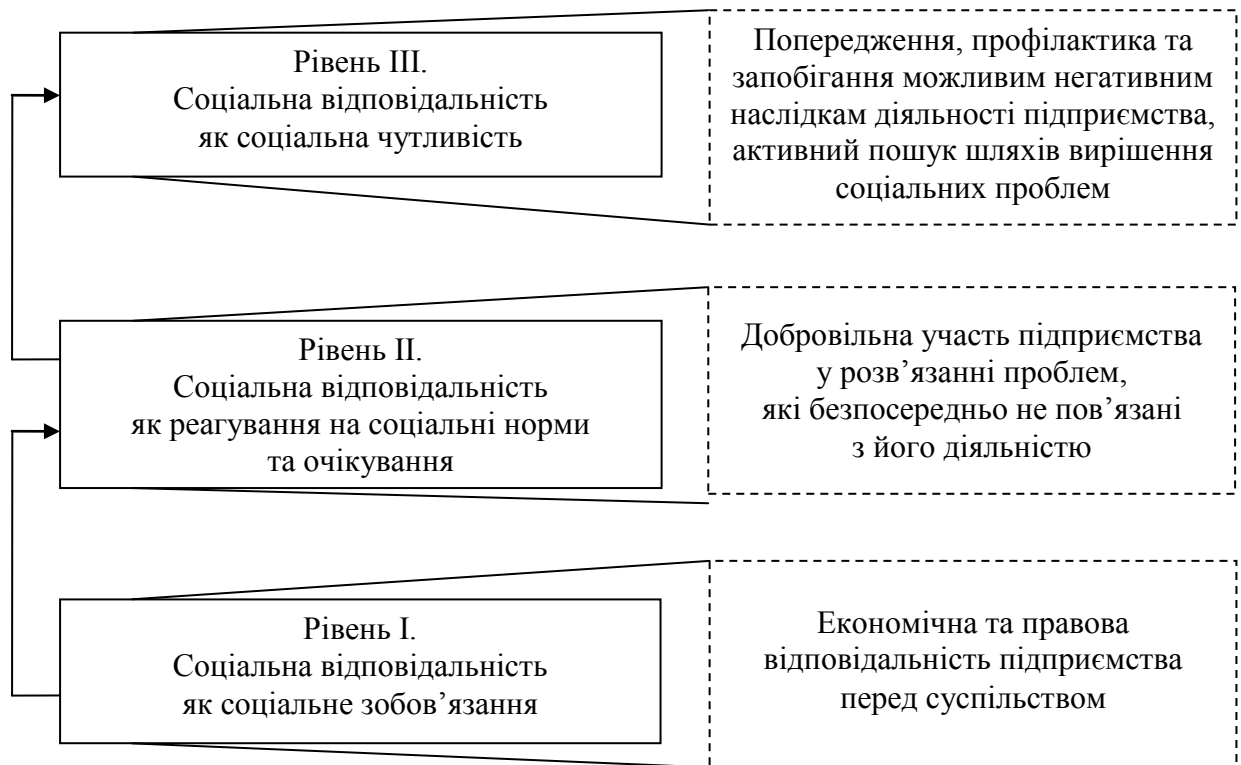 Рівень III.
Соціальна відповідальність
як соціальна чутливість
Попередження, профілактика та
запобігання можливим негативним
наслідкам діяльності підприємства,
активний пошук шляхів вирішення
соціальних проблем
Рівень II.
Соціальна відповідальність
як реагування на соціальні норми
та очікування
Добровільна участь підприємства
у розв’язанні проблем,
які безпосередньо не пов’язані
з його діяльністю
Рівень I.
Соціальна відповідальність
як соціальне зобов’язання
Економічна та правова
відповідальність підприємства
перед суспільством